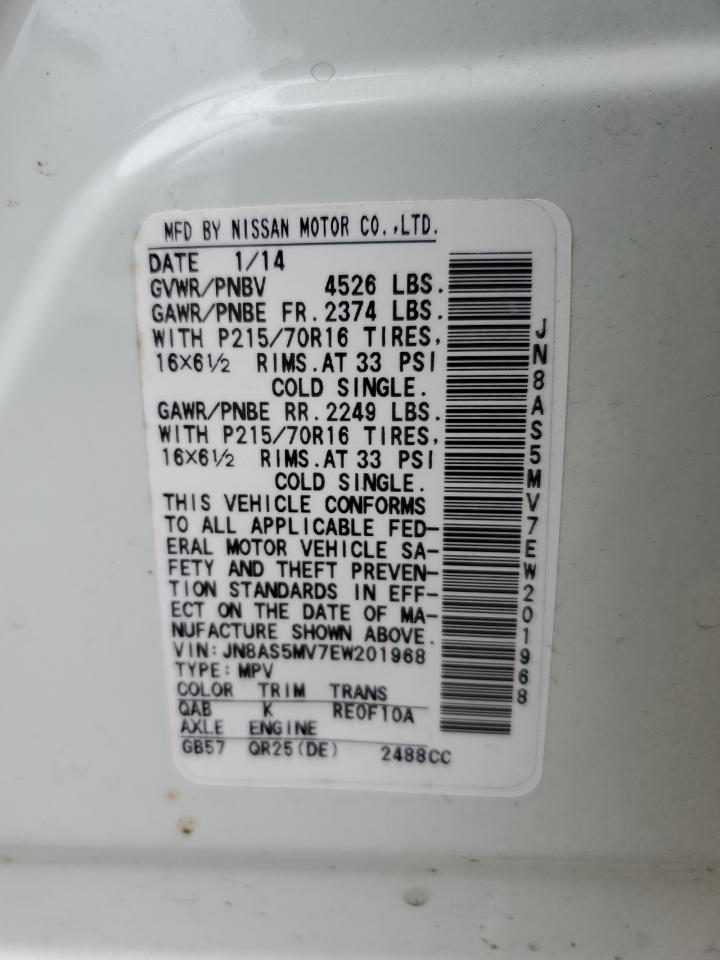 MFD BY NISSAN MOTOR CO.,LTD.
DATE 1/14
GVWR/PNBV 4526 LBS.
GAWR/PNBE FR.2374 LBS.
WITH P215/70R16 TIRES,
16X6½ RIMS.AT 33 PSI
COLD SINGLE.
GAWR/PNBE RR.2249 LBS.
WITH P215/70R16 TIRES,
16X6½ RIMS.AT 33 PSI
COLD SINGLE.
THIS VEHICLE CONFORMS
TO ALL APPLICABLE FED-
ERAL MOTOR VEHICLE SA-
FETY AND THEFT PREVEN-
TION STANDARDS IN EFF-
ECT ON THE DATE OF MA-
NUFACTURE SHOWN ABOVE.
VIN:JN8AS5MV7EW201968
TYPE:MPV
COLOR TRIM TRANS
QAB K RE0F10A
AXLE ENGINE
GB57 QR25(DE) 2488CC
JN8AS5MV7EW201968